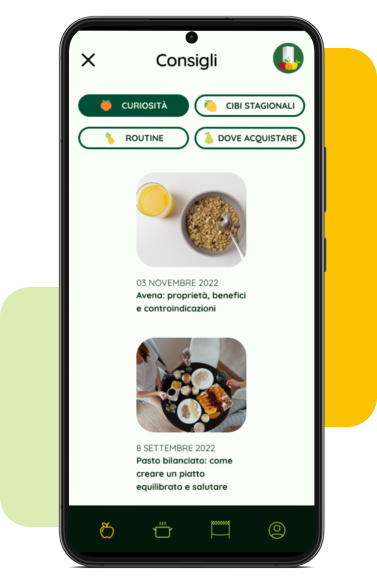 Consigli
CURIOSITÀ
CIBI STAGIONALI
ROUTINE
DOVE ACQUISTARE
03 NOVEMBRE 2022
Avena: proprietà, benefici
e controindicazioni
8 SETTEMBRE 2022
Pasto bilanciato: come
creare un piatto
equilibrato e salutare